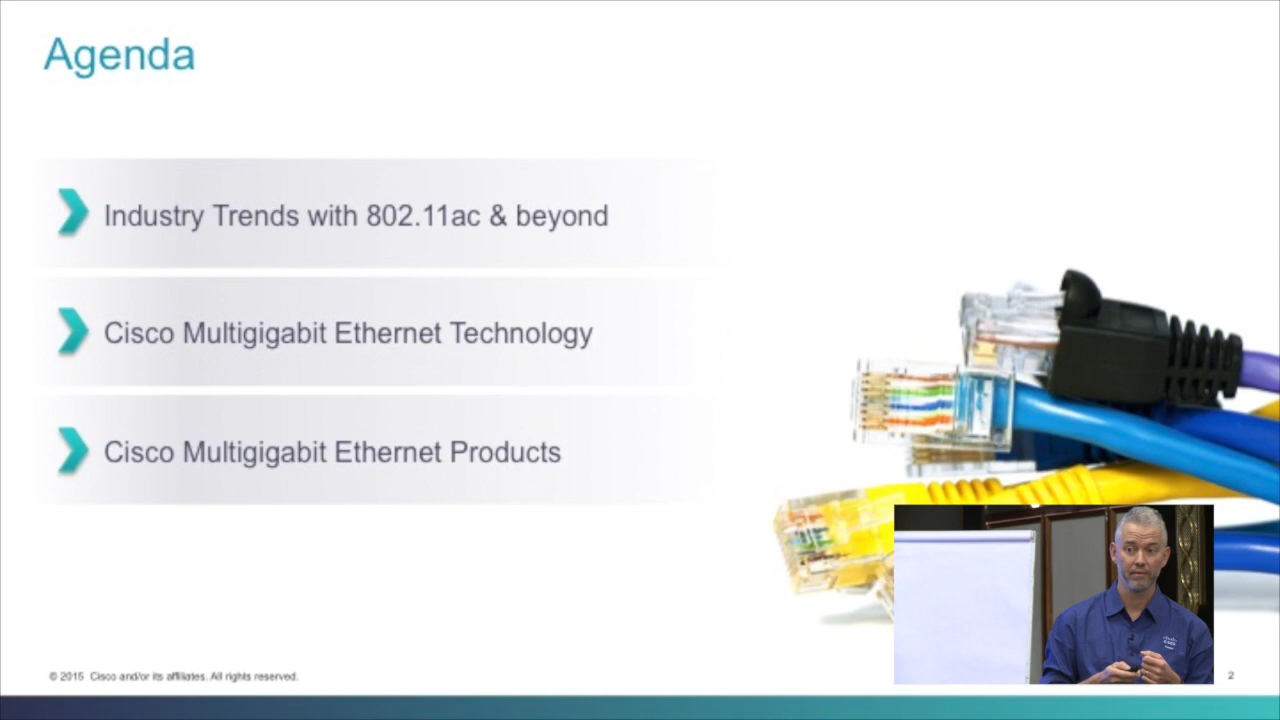 Agenda
Industry Trends with 802.11ac & beyond
Cisco Multigigabit Ethernet Technology
Cisco Multigigabit Ethernet Products
© 2015 Cisco and/or its affiliates. All rights reserved.
2